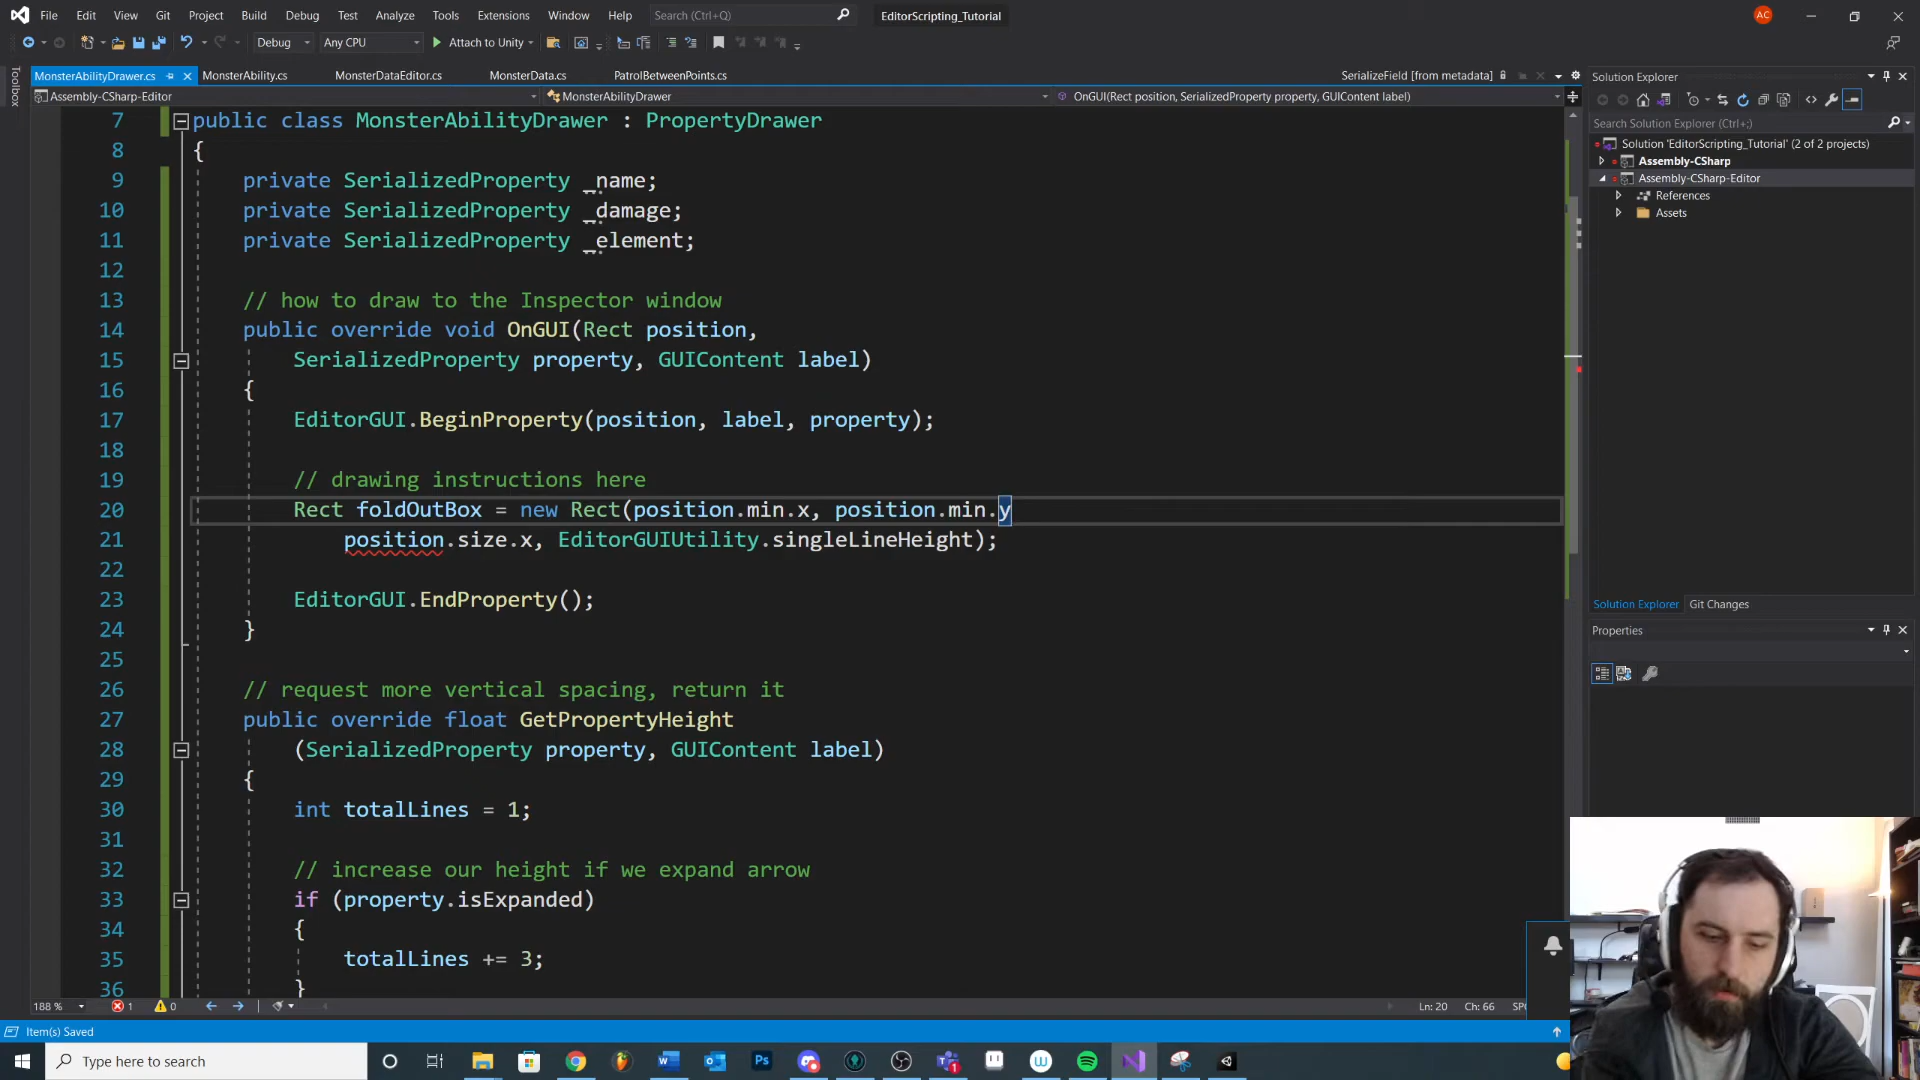 File Edit View Git Project Build Debug Test Analyze Tools Extensions Window Help Search (Ctrl+Q) EditorScripting_Tutorial AC
Debug Any CPU Attach to Unity
Toolbox
MonsterAbilityDrawer.cs MonsterAbility.cs MonsterDataEditor.cs MonsterData.cs PatrolBetweenPoints.cs SerializeField [from metadata]
Assembly-CSharp-Editor MonsterAbilityDrawer OnGUI(Rect position, SerializedProperty property, GUIContent label)
7 public class MonsterAbilityDrawer : PropertyDrawer
8 {
9 private SerializedProperty _name;
10 private SerializedProperty _damage;
11 private SerializedProperty _element;
12
13 // how to draw to the Inspector window
14 public override void OnGUI(Rect position,
15 SerializedProperty property, GUIContent label)
16 {
17 EditorGUI.BeginProperty(position, label, property);
18
19 // drawing instructions here
20 Rect foldOutBox = new Rect(position.min.x, position.min.y
21 position.size.x, EditorGUIUtility.singleLineHeight);
22
23 EditorGUI.EndProperty();
24 }
25
26 // request more vertical spacing, return it
27 public override float GetPropertyHeight
28 (SerializedProperty property, GUIContent label)
29 {
30 int totalLines = 1;
31
32 // increase our height if we expand arrow
33 if (property.isExpanded)
34 {
35 totalLines += 3;
36 }
188 % 1 0 Ln: 20 Ch: 66
Item(s) Saved
Solution Explorer
Search Solution Explorer (Ctrl+;)
Solution 'EditorScripting_Tutorial' (2 of 2 projects)
Assembly-CSharp
Assembly-CSharp-Editor
References
Assets
Solution Explorer Git Changes
Properties
Type here to search